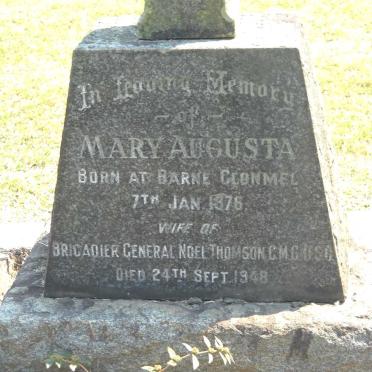 In Loving Memory
of
MARY AUGUSTA
BORN AT BARNE CLONMEL
7TH JAN. 1876
WIFE OF
BRIGADIER GENERAL NOEL THOMSON C.M.G. D.S.O.
DIED 24TH SEPT. 1948